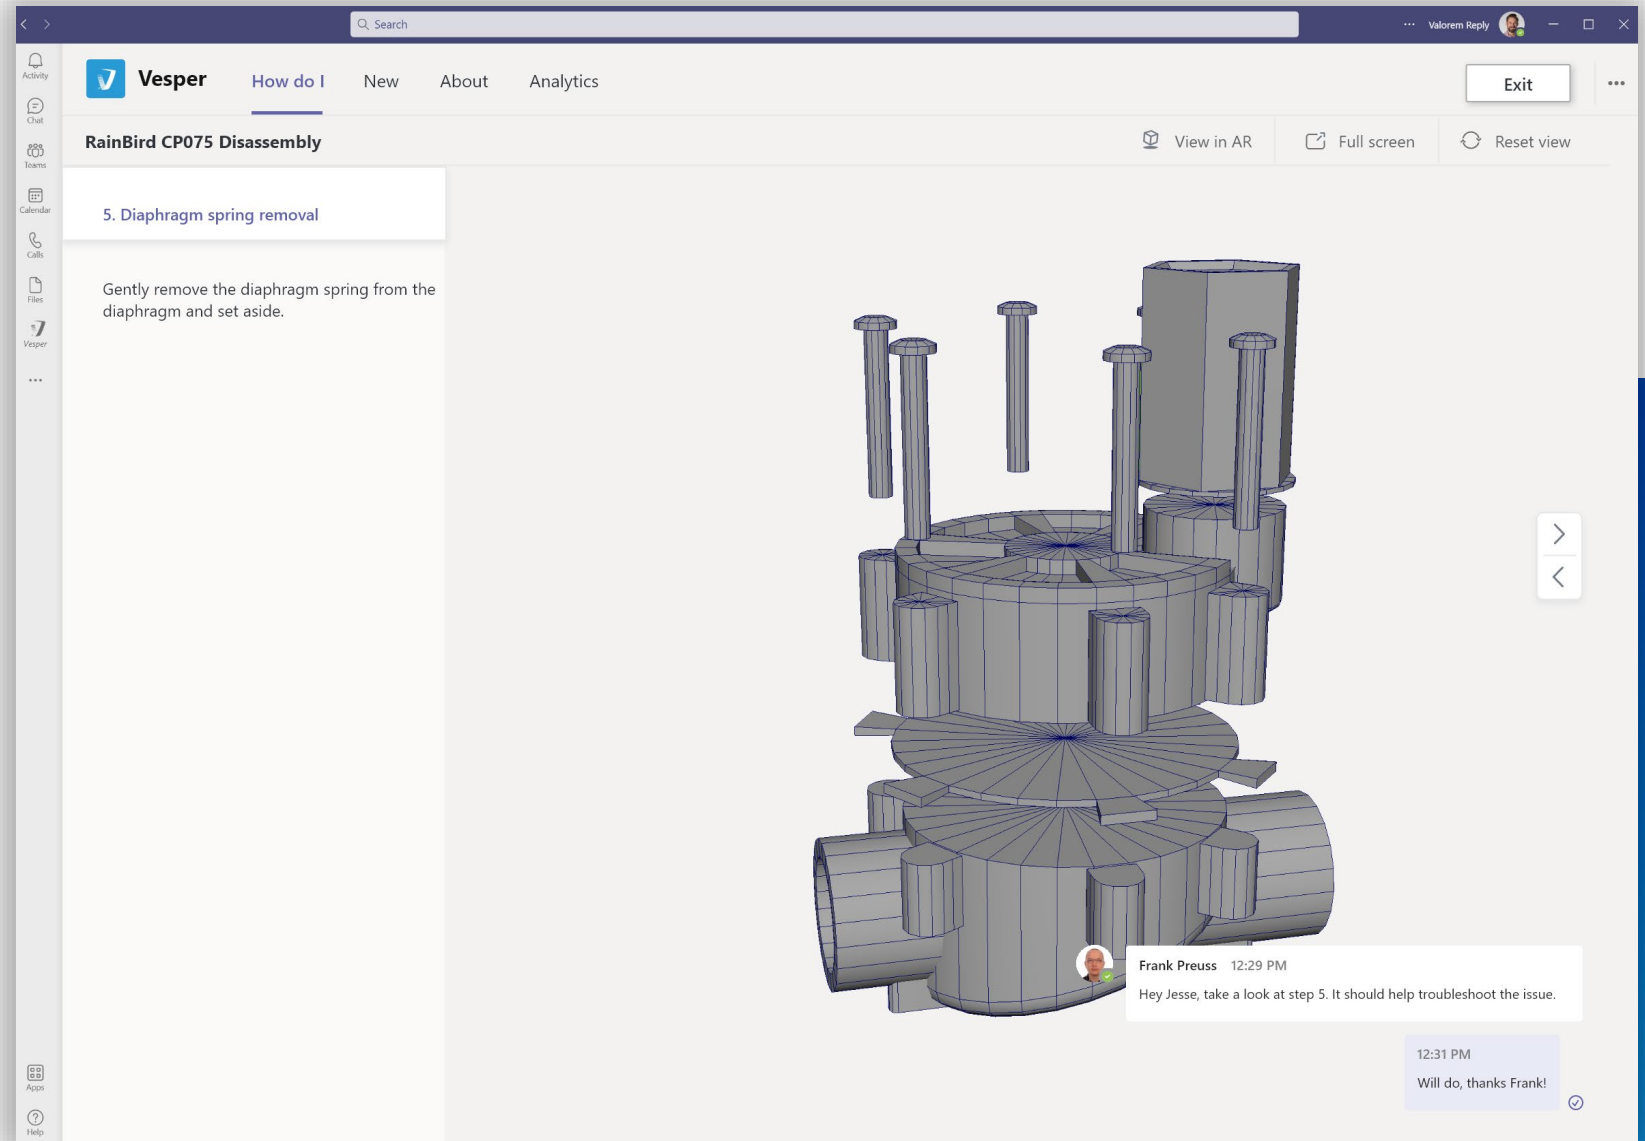 Search
Valorem Reply
Activity
Chat
Teams
Calendar
Calls
Files
Vesper
Apps
Help
Vesper
How do I
New
About
Analytics
Exit
RainBird CP075 Disassembly
View in AR
Full screen
Reset view
5. Diaphragm spring removal
Gently remove the diaphragm spring from the
diaphragm and set aside.
Frank Preuss 12:29 PM
Hey Jesse, take a look at step 5. It should help troubleshoot the issue.
12:31 PM
Will do, thanks Frank!